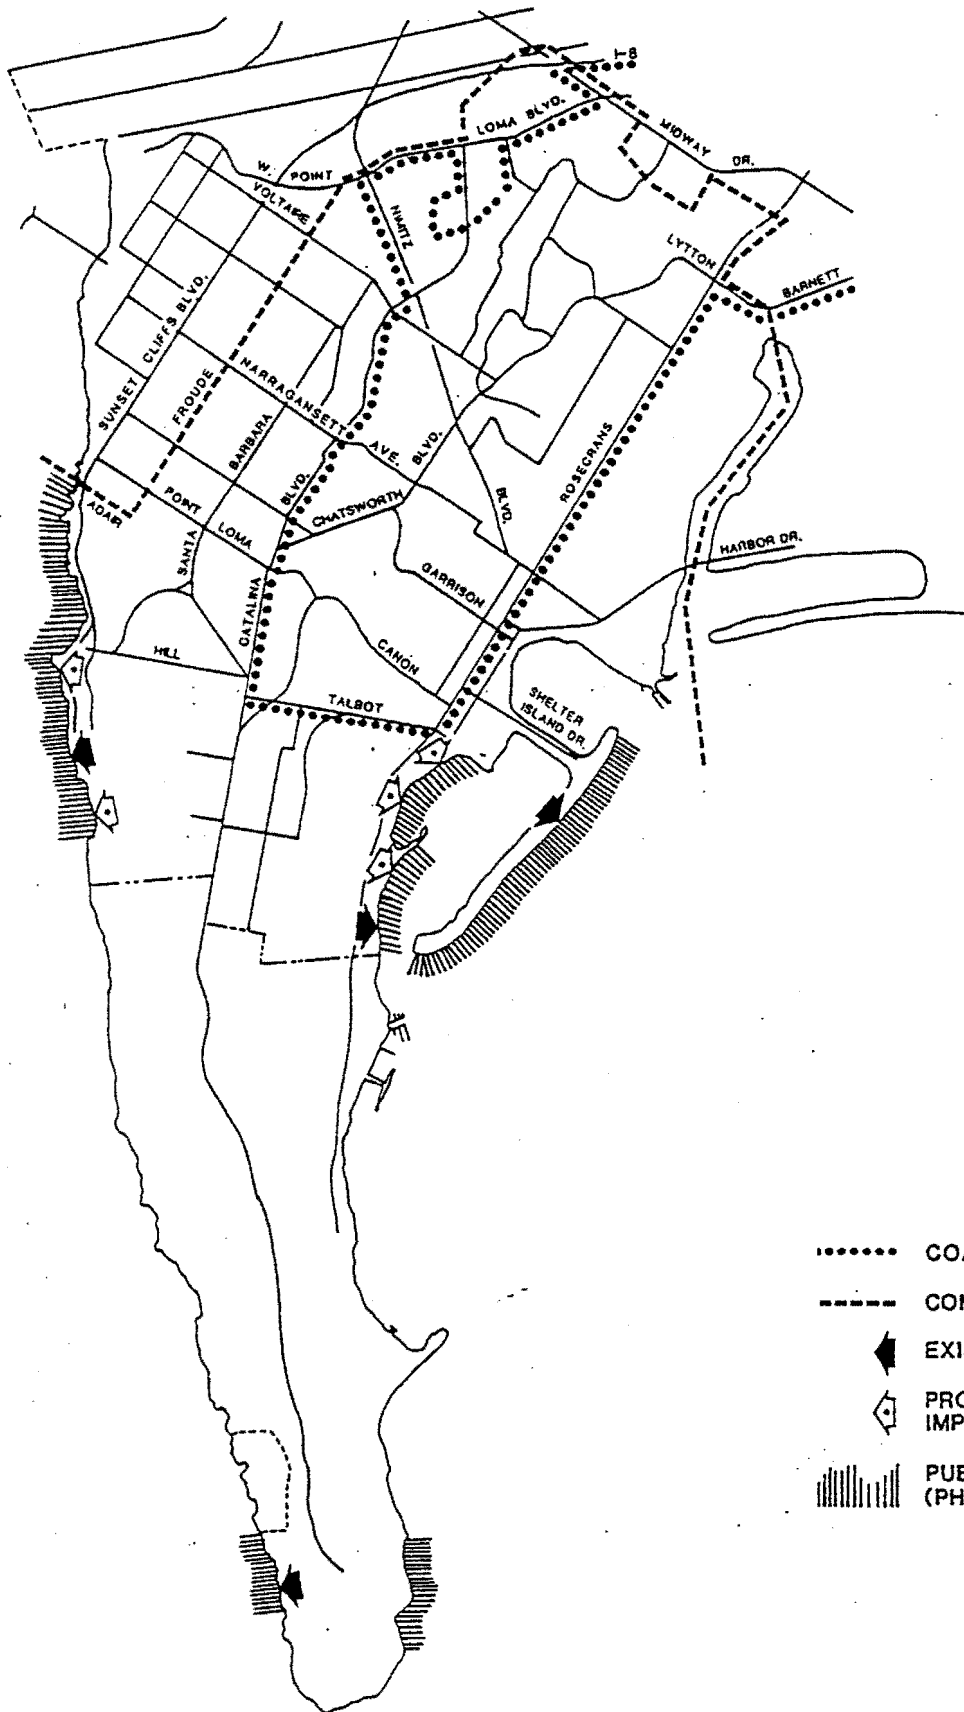 I-8
LOMA BLVD.
MIDWAY
DR.
W. POINT
VOLTAIRE
NIMITZ
LYTTON
BARNETT
SUNSET CLIFFS BLVD.
FROUDE
NARRAGANSETT AVE.
BARBARA
BLVD.
CHATSWORTH
BLVD.
BLVD.
ROSECRANS
ADAIR
POINT LOMA
SANTA
CATALINA
GARRISON
HARBOR DR.
HILL
CANON
TALBOT
SHELTER
ISLAND DR.
COA
CON
EXI
PRO
IMP
PUB
(PH